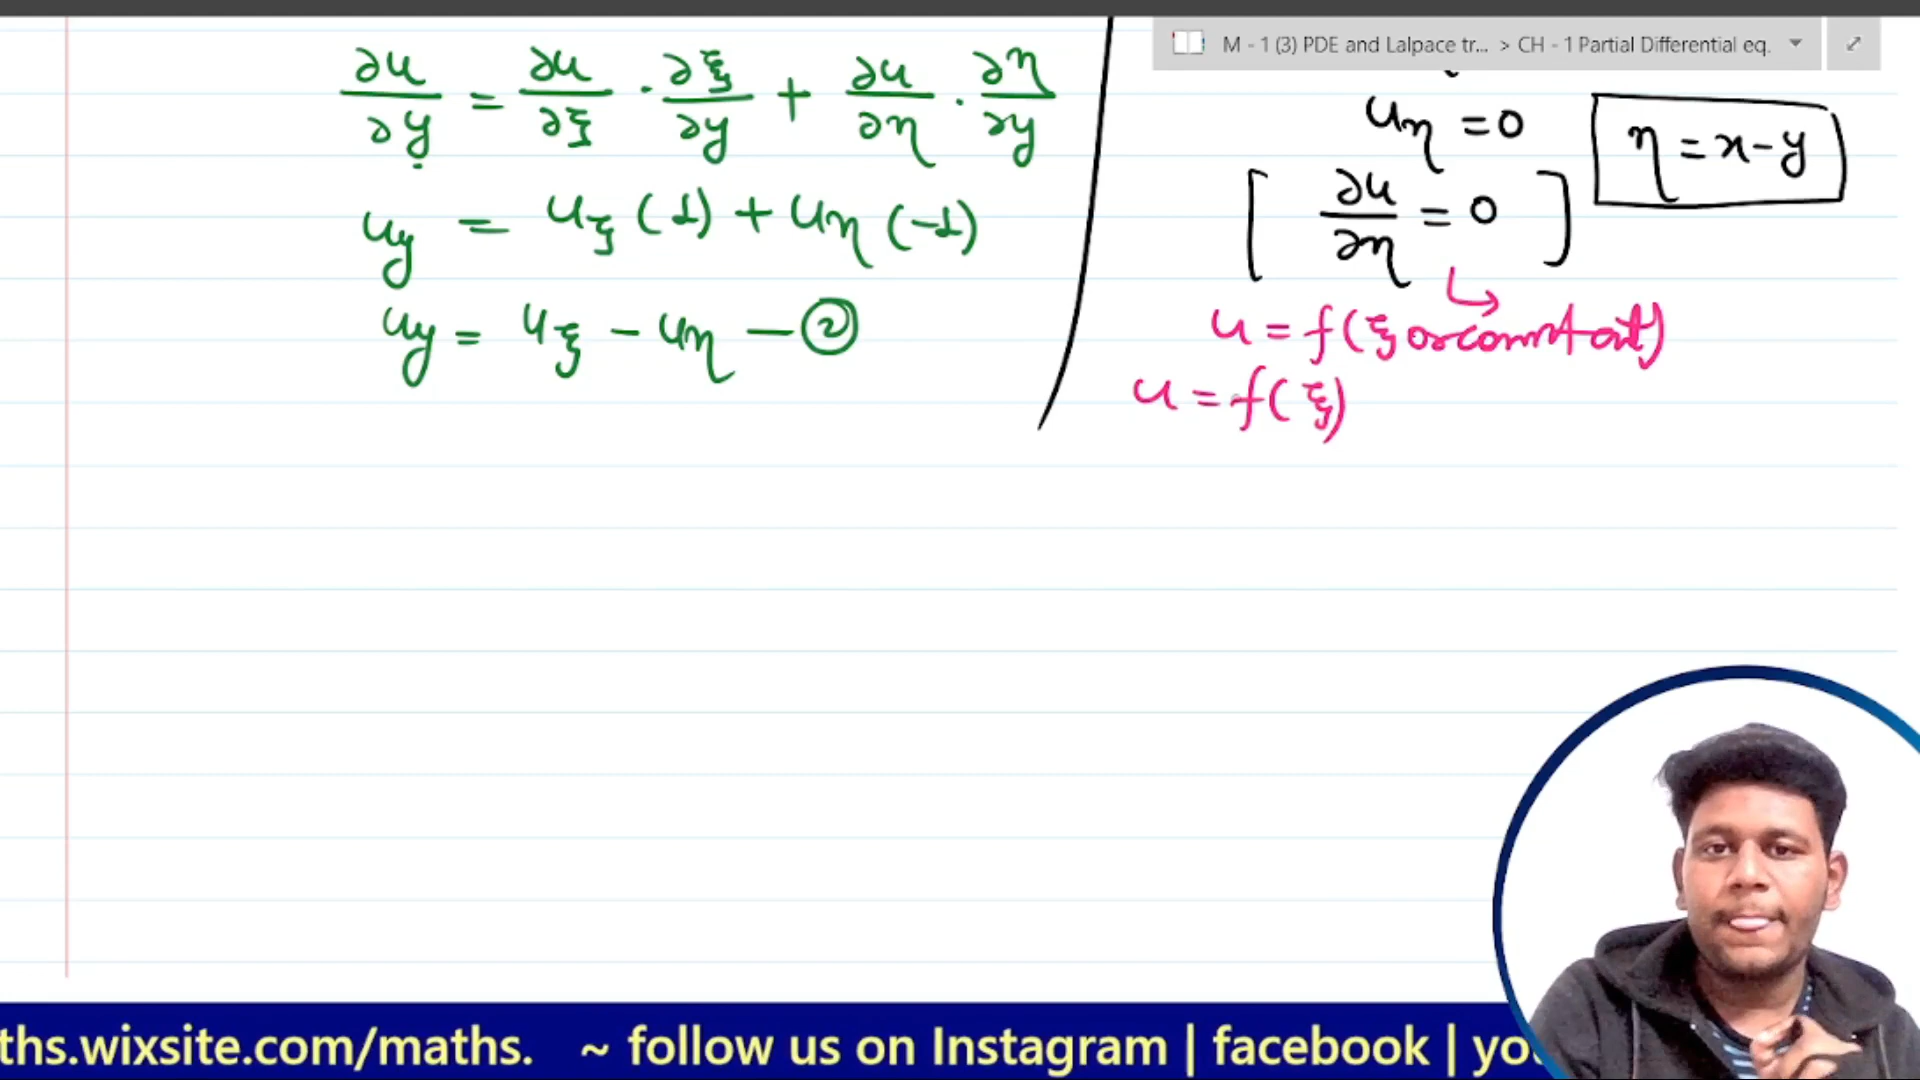 M - 1 (3) PDE and Lalpace tr... > CH - 1 Partial Differential eq.
∂u/∂y = ∂u/∂ξ · ∂ξ/∂y + ∂u/∂η · ∂η/∂y
u_y = u_ξ (1) + u_η (-1)
u_y = u_ξ - u_η — ②
u_η = 0
η = x - y
[ ∂u/∂η = 0 ]
u = f(ξ or constant)
u = f(ξ)
ths.wixsite.com/maths. ~ follow us on Instagram | facebook | yo